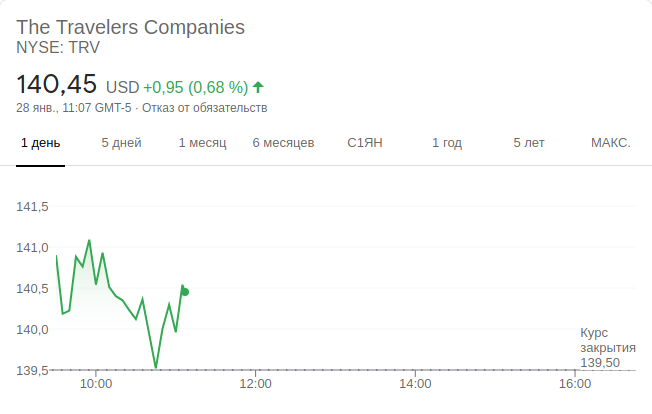 The Travelers Companies
NYSE: TRV
140,45 USD +0,95 (0,68 %)
28 янв., 11:07 GMT-5 · Отказ от обязательств
1 день 5 дней 1 месяц 6 месяцев С1ЯН 1 год 5 лет МАКС.
141,5
141,0
140,5
140,0
139,5
Курс
закрытия
139,50
10:00 12:00 14:00 16:00